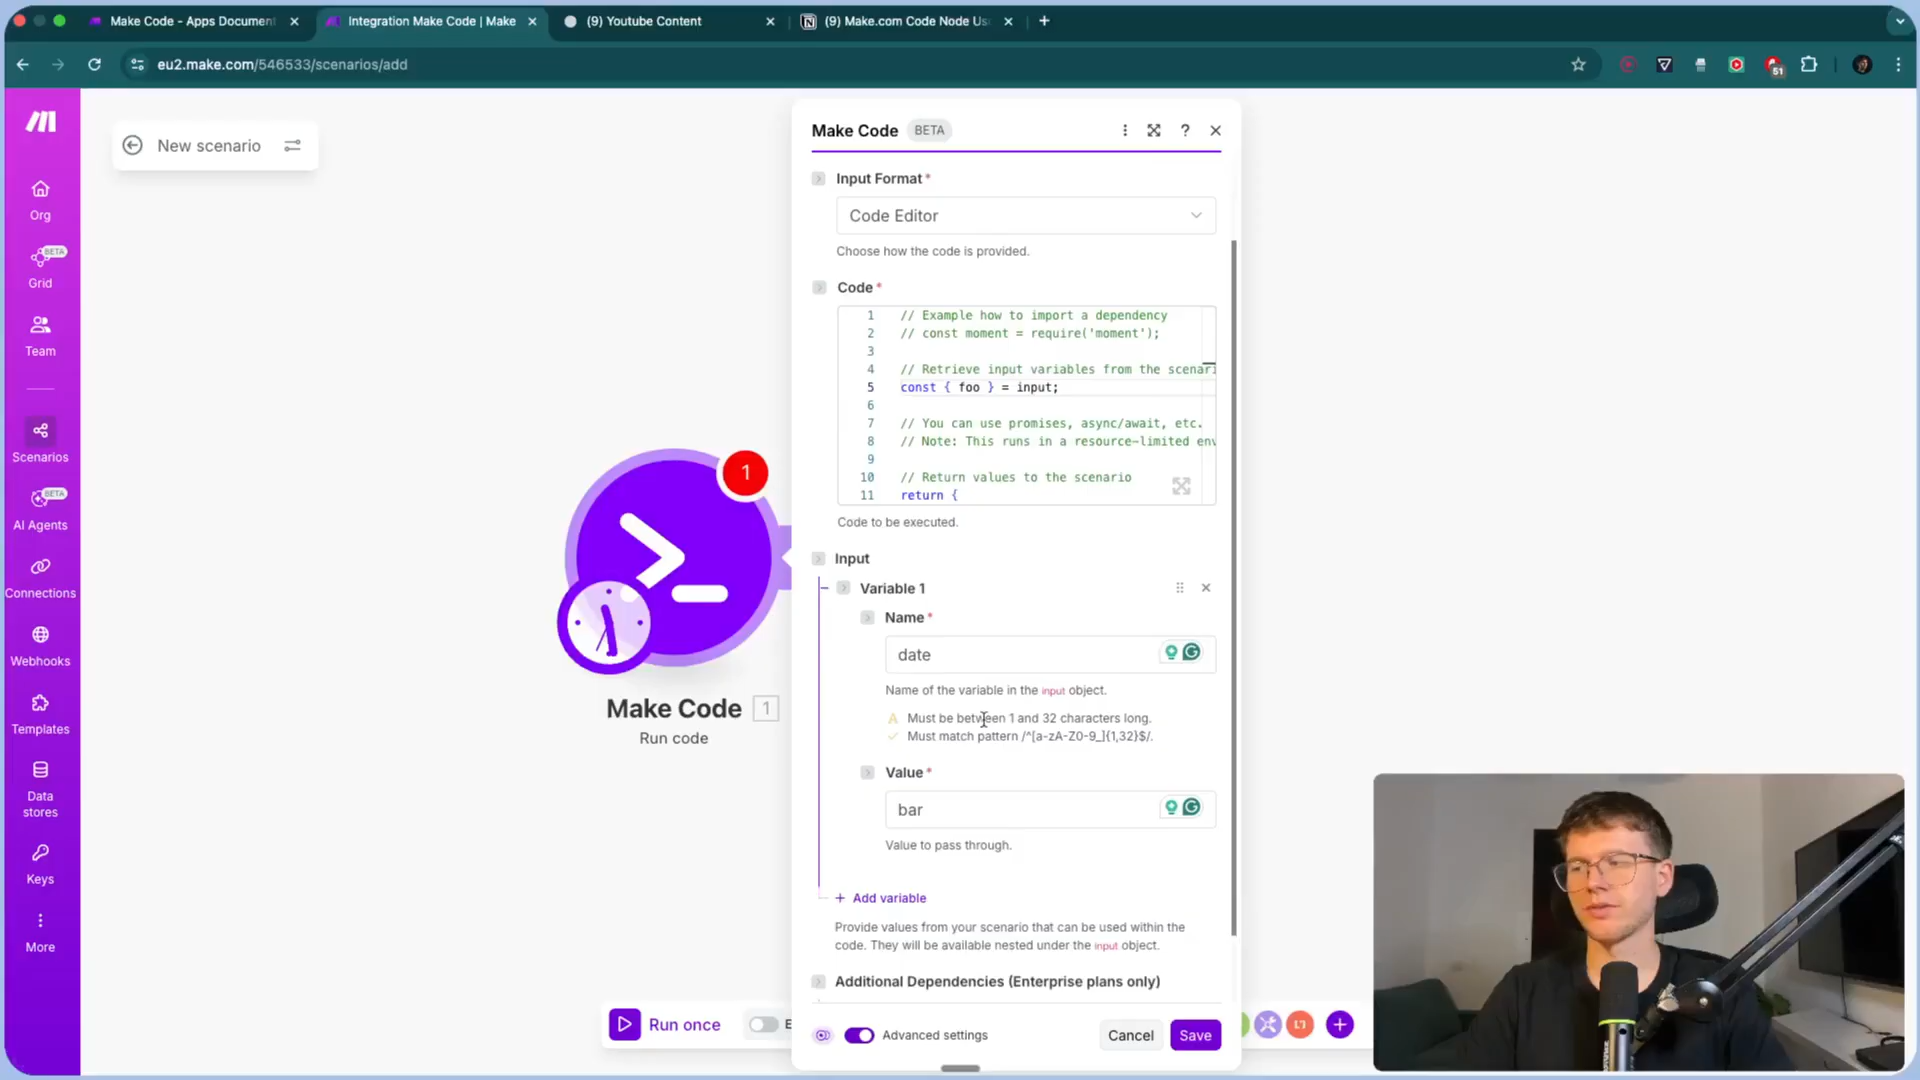 Make Code - Apps Document
Integration Make Code | Make
(9) Youtube Content
(9) Make.com Code Node Us
eu2.make.com/546533/scenarios/add
51
New scenario
Org
BETA
Grid
Team
Scenarios
BETA
AI Agents
Connections
Webhooks
Templates
Data
stores
Keys
More
1
Make Code 1
Run code
Make Code BETA
Input Format*
Code Editor
Choose how the code is provided.
Code*
1 // Example how to import a dependency
2 // const moment = require('moment');
3
4 // Retrieve input variables from the scenari
5 const { foo } = input;
6
7 // You can use promises, async/await, etc.
8 // Note: This runs in a resource-limited env
9
10 // Return values to the scenario
11 return {
Code to be executed.
Input
Variable 1
Name*
date
Name of the variable in the input object.
Must be between 1 and 32 characters long.
Must match pattern /^[a-zA-Z0-9_]{1,32}$/.
Value*
bar
Value to pass through.
+ Add variable
Provide values from your scenario that can be used within the
code. They will be available nested under the input object.
Additional Dependencies (Enterprise plans only)
Run once
E
Advanced settings
Cancel
Save